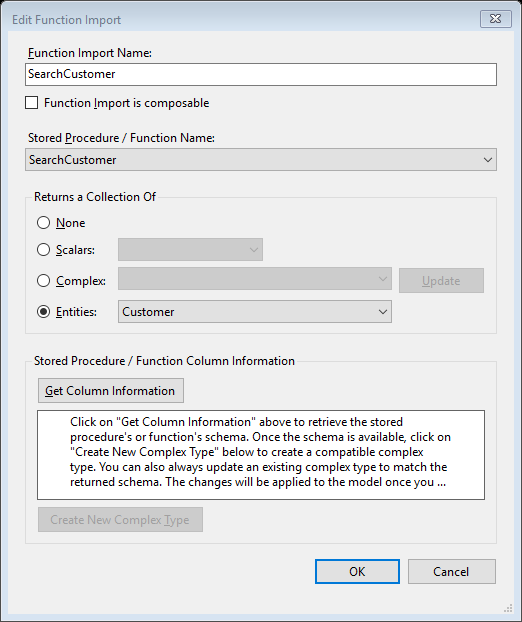 Edit Function Import
Function Import Name:
SearchCustomer
Function Import is composable
Stored Procedure / Function Name:
SearchCustomer
Returns a Collection Of
None
Scalars:
Complex:
Update
Entities:
Customer
Stored Procedure / Function Column Information
Get Column Information
Click on "Get Column Information" above to retrieve the stored
procedure's or function's schema. Once the schema is available, click on
"Create New Complex Type" below to create a compatible complex
type. You can also always update an existing complex type to match the
returned schema. The changes will be applied to the model once you ...
Create New Complex Type
OK
Cancel